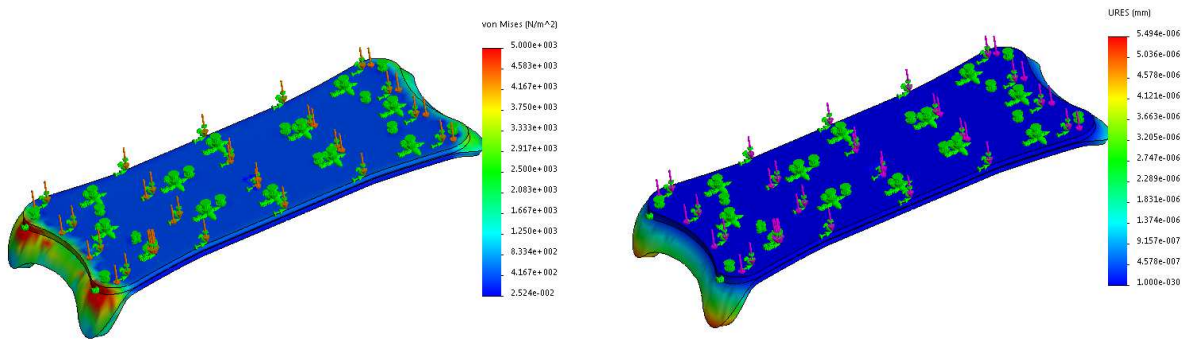 von Mises (N/m^2)
5.000e+003
4.583e+003
4.167e+003
3.750e+003
3.333e+003
2.917e+003
2.500e+003
2.083e+003
1.667e+003
1.250e+003
8.334e+002
4.167e+002
2.524e-002
URES (mm)
5.494e-006
5.036e-006
4.578e-006
4.121e-006
3.663e-006
3.205e-006
2.747e-006
2.289e-006
1.831e-006
1.374e-006
9.157e-007
4.578e-007
1.000e-030